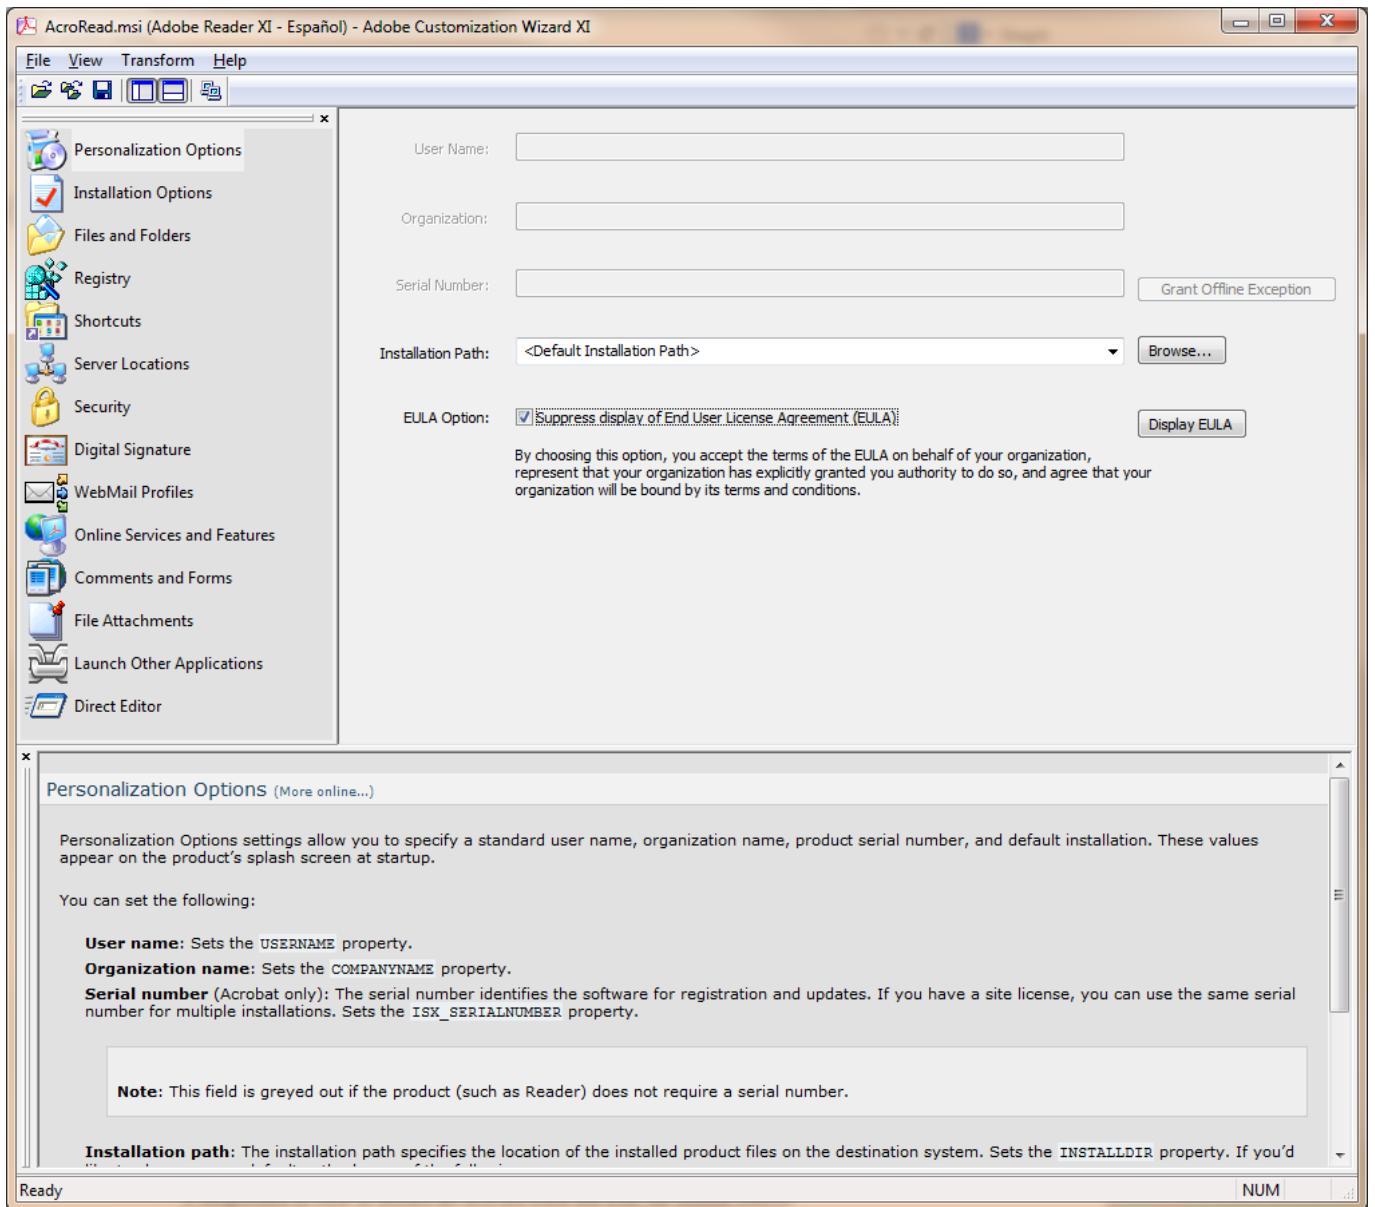 AcroRead.msi (Adobe Reader XI - Español) - Adobe Customization Wizard XI
File View Transform Help
Personalization Options
Installation Options
Files and Folders
Registry
Shortcuts
Server Locations
Security
Digital Signature
WebMail Profiles
Online Services and Features
Comments and Forms
File Attachments
Launch Other Applications
Direct Editor
User Name:
Organization:
Serial Number:
Grant Offline Exception
Installation Path:
<Default Installation Path>
Browse...
EULA Option:
Suppress display of End User License Agreement (EULA)
Display EULA
By choosing this option, you accept the terms of the EULA on behalf of your organization,
represent that your organization has explicitly granted you authority to do so, and agree that your
organization will be bound by its terms and conditions.
Personalization Options (More online...)
Personalization Options settings allow you to specify a standard user name, organization name, product serial number, and default installation. These values
appear on the product's splash screen at startup.
You can set the following:
User name: Sets the USERNAME property.
Organization name: Sets the COMPANYNAME property.
Serial number (Acrobat only): The serial number identifies the software for registration and updates. If you have a site license, you can use the same serial
number for multiple installations. Sets the ISX_SERIALNUMBER property.
Note: This field is greyed out if the product (such as Reader) does not require a serial number.
Installation path: The installation path specifies the location of the installed product files on the destination system. Sets the INSTALLDIR property. If you'd
Ready
NUM